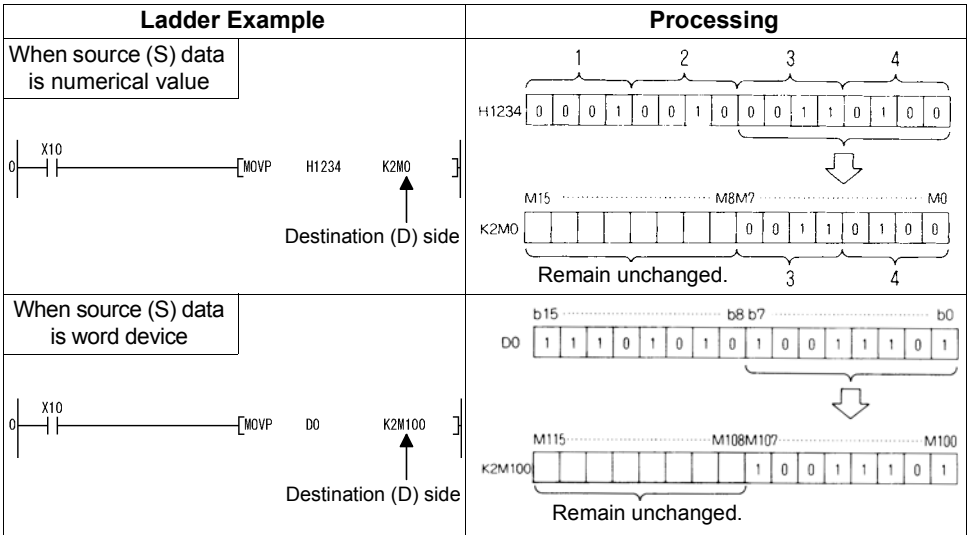 Ladder Example
Processing
When source (S) data
is numerical value
0 X10 MOVP H1234 K2M0
Destination (D) side
1 2 3 4
H1234 0 0 0 1 0 0 1 0 0 0 1 1 0 1 0 0
M15 M8M7 M0
K2M0 0 0 1 1 0 1 0 0
Remain unchanged. 3 4
When source (S) data
is word device
0 X10 MOVP D0 K2M100
Destination (D) side
b15 b8 b7 b0
D0 1 1 1 0 1 0 1 0 1 0 0 1 1 1 0 1
M115 M108M107 M100
K2M100 1 0 0 1 1 1 0 1
Remain unchanged.